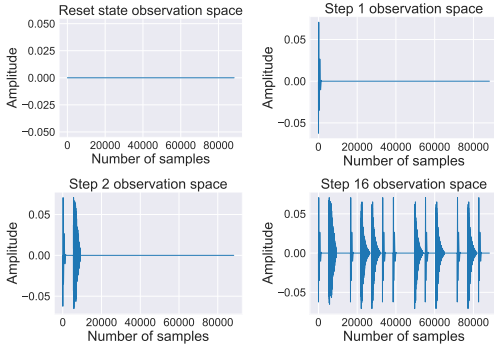 Reset state observation space
Amplitude
0.050
0.025
0.000
−0.025
−0.050
0 20000 40000 60000 80000
Number of samples
Step 1 observation space
Amplitude
0.05
0.00
−0.05
0 20000 40000 60000 80000
Number of samples
Step 2 observation space
Amplitude
0.05
0.00
−0.05
0 20000 40000 60000 80000
Number of samples
Step 16 observation space
Amplitude
0.05
0.00
−0.05
0 20000 40000 60000 80000
Number of samples